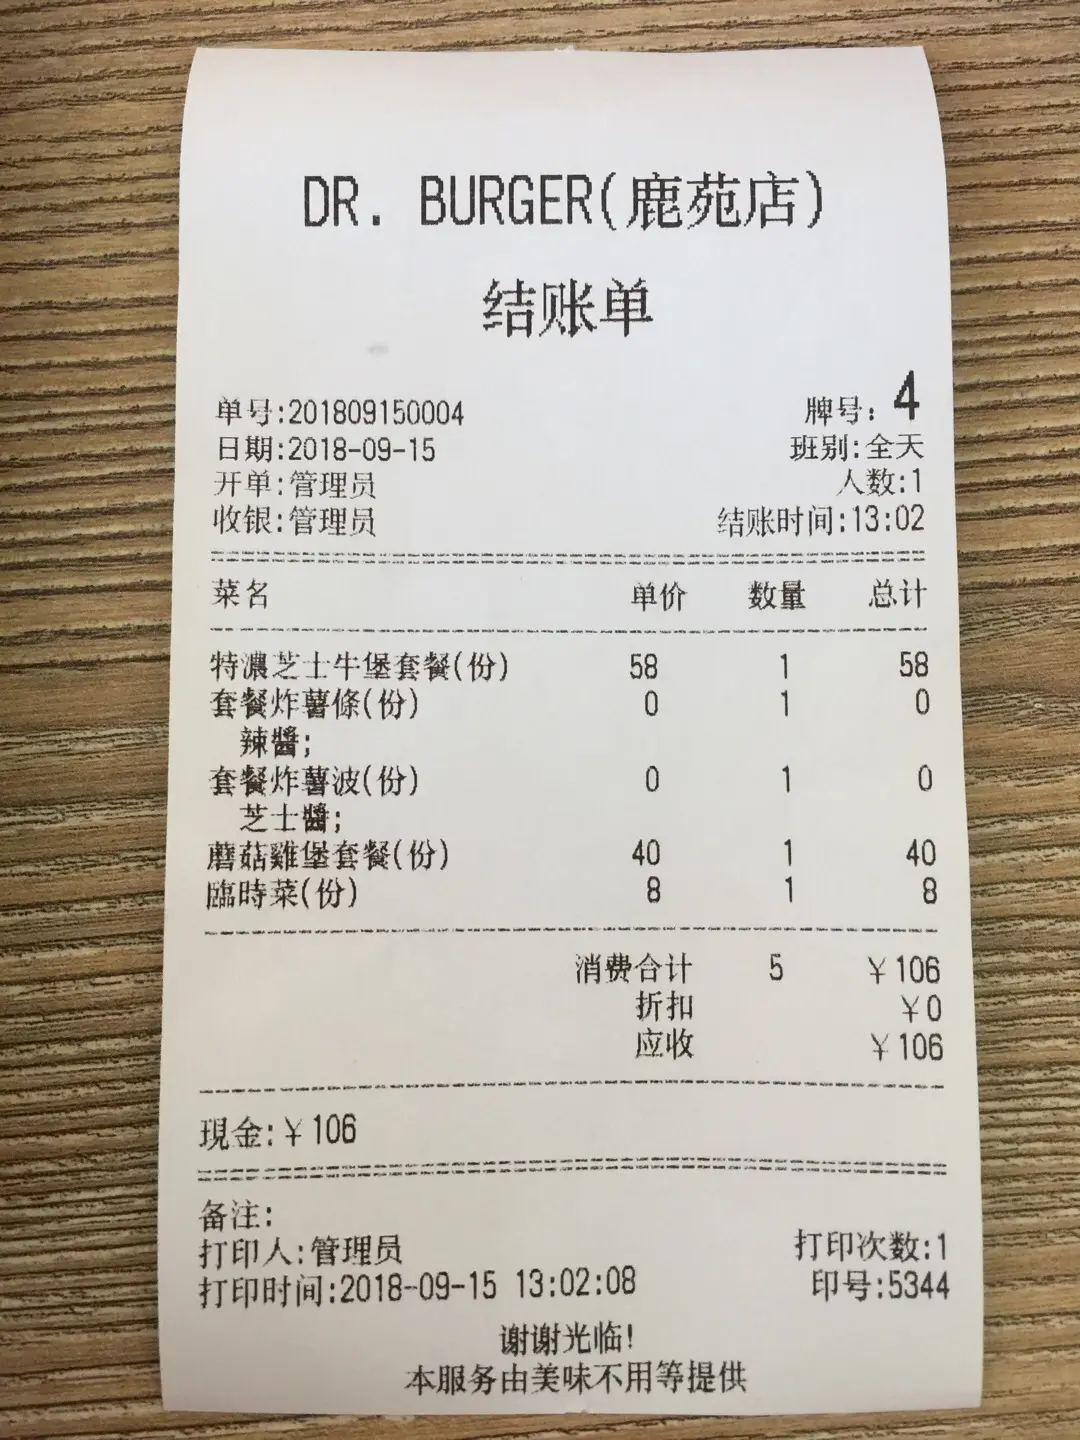 DR. BURGER(鹿苑店)
结账单
单号:201809150004 牌号: 4
日期:2018-09-15 班别:全天
开单:管理员 人数:1
收银:管理员 结账时间:13:02
菜名 单价 数量 总计
特濃芝士牛堡套餐(份) 58 1 58
套餐炸薯條(份) 0 1 0
辣醬;
套餐炸薯波(份) 0 1 0
芝士醬;
蘑菇雞堡套餐(份) 40 1 40
臨時菜(份) 8 1 8
消费合计 5 ¥106
折扣 ¥0
应收 ¥106
現金:¥106
备注:
打印人:管理员 打印次数:1
打印时间:2018-09-15 13:02:08 印号:5344
谢谢光临!
本服务由美味不用等提供